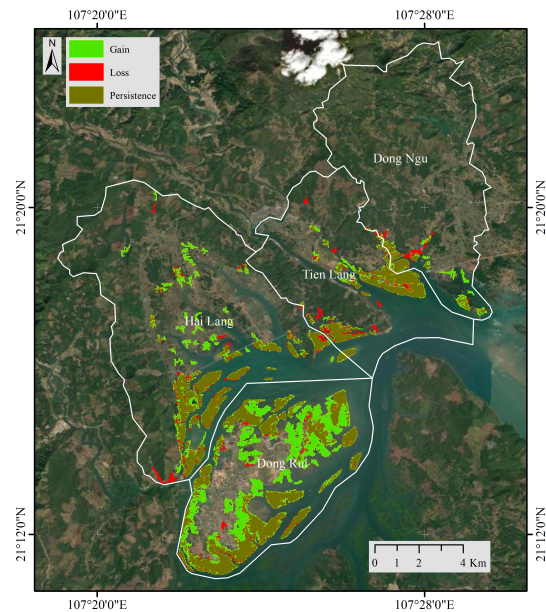 107°20'0"E 107°28'0"E
N
Gain
Loss
Persistence
Dong Ngu
21°20'0"N 21°20'0"N
Tien Lang
Hai Lang
Dong Rui
21°12'0"N 21°12'0"N
0 1 2 4 Km
107°20'0"E 107°28'0"E